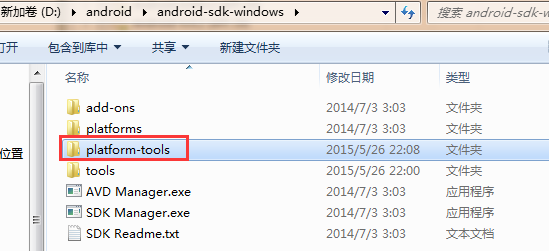 新加卷 (D:) ▸ android ▸ android-sdk-windows ▸
搜索 android-sdk-w
包含到库中 ▾ 共享 ▾ 新建文件夹
名称 修改日期 类型
add-ons 2014/7/3 3:03 文件夹
platforms 2014/7/3 3:03 文件夹
位置
platform-tools 2015/5/26 22:08 文件夹
tools 2015/5/26 22:00 文件夹
AVD Manager.exe 2014/7/3 3:03 应用程序
SDK Manager.exe 2014/7/3 3:03 应用程序
SDK Readme.txt 2014/7/3 3:03 文本文档